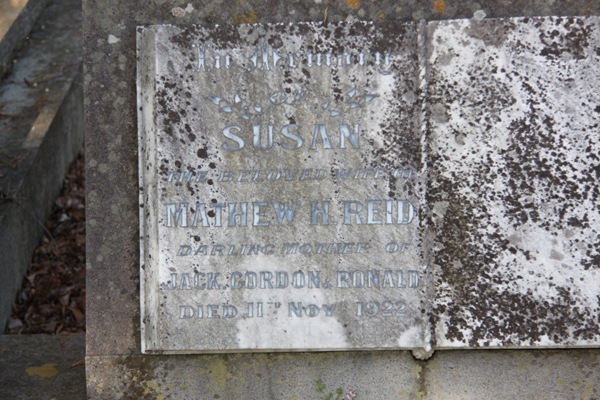 In Memory
of
SUSAN
THE BELOVED WIFE OF
MATHEW H. REID
DARLING MOTHER OF
JACK, GORDON & RONALD
DIED 11TH NOV. 1922